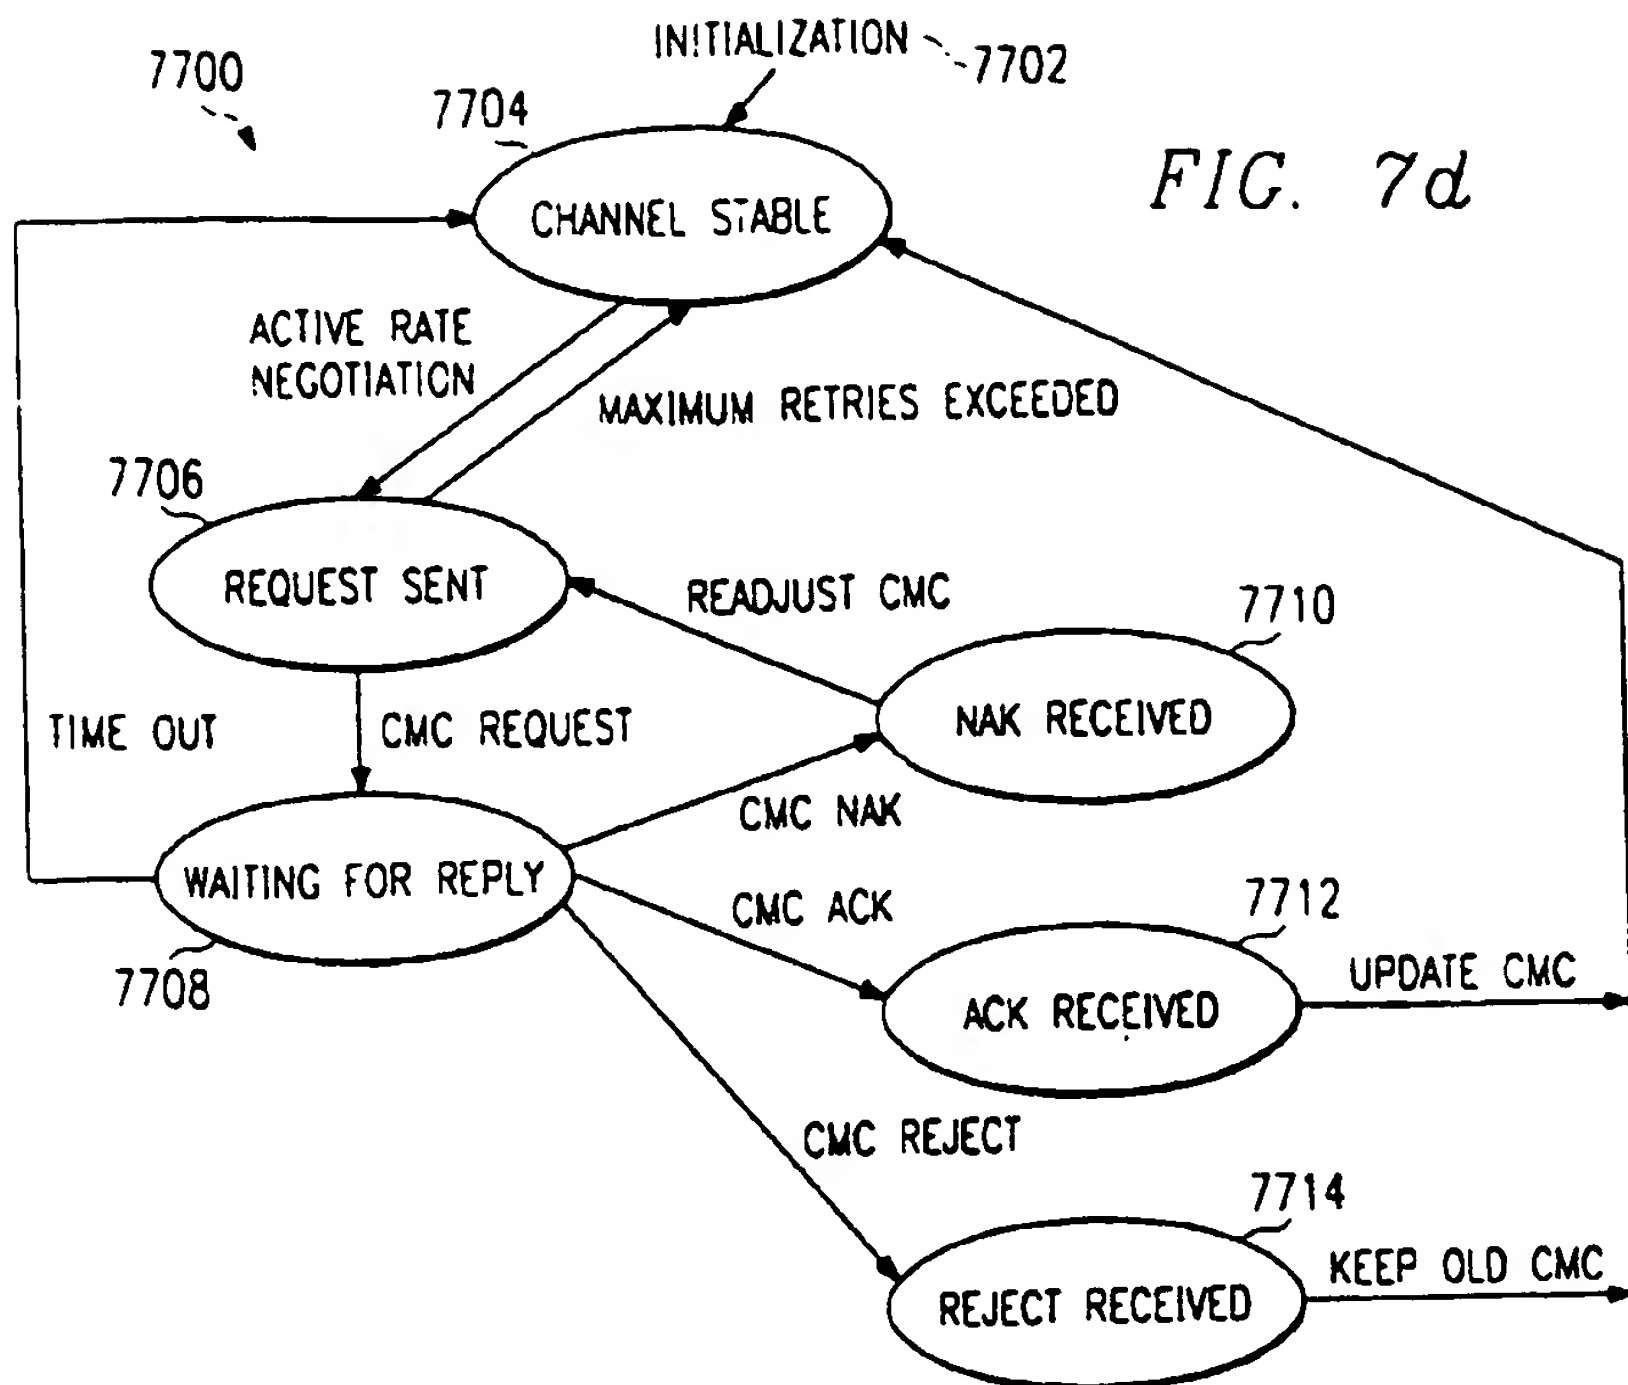 INITIALIZATION
7702
7700
7704
FIG. 7d
CHANNEL STABLE
ACTIVE RATE
NEGOTIATION
MAXIMUM RETRIES EXCEEDED
7706
REQUEST SENT
READJUST CMC
7710
NAK RECEIVED
TIME OUT
CMC REQUEST
CMC NAK
WAITING FOR REPLY
7708
CMC ACK
7712
ACK RECEIVED
UPDATE CMC
CMC REJECT
7714
REJECT RECEIVED
KEEP OLD CMC